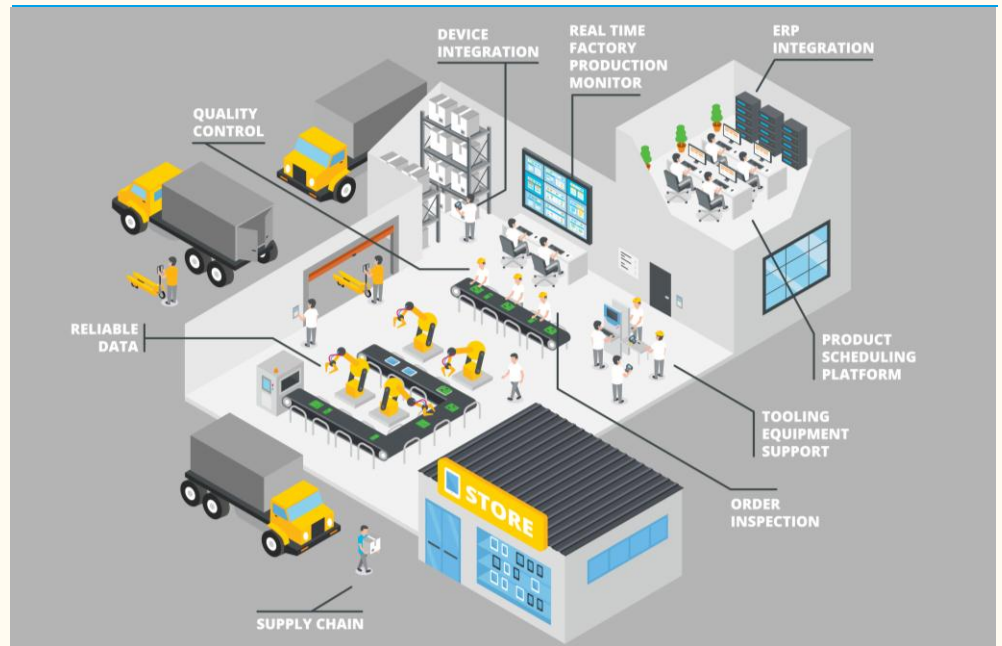 DEVICE
INTEGRATION
REAL TIME
FACTORY
PRODUCTION
MONITOR
ERP
INTEGRATION
QUALITY
CONTROL
RELIABLE
DATA
PRODUCT
SCHEDULING
PLATFORM
TOOLING
EQUIPMENT
SUPPORT
STORE
ORDER
INSPECTION
SUPPLY CHAIN